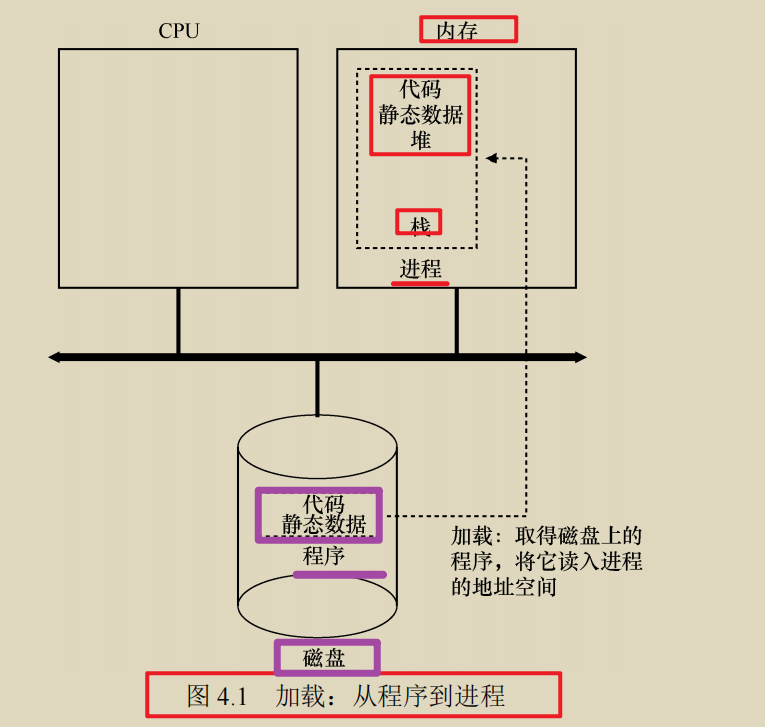 CPU
内存
代码
静态数据
堆
栈
进程
代码
静态数据
程序
加载：取得磁盘上的
程序，将它读入进程
的地址空间
磁盘
图 4.1 加载：从程序到进程